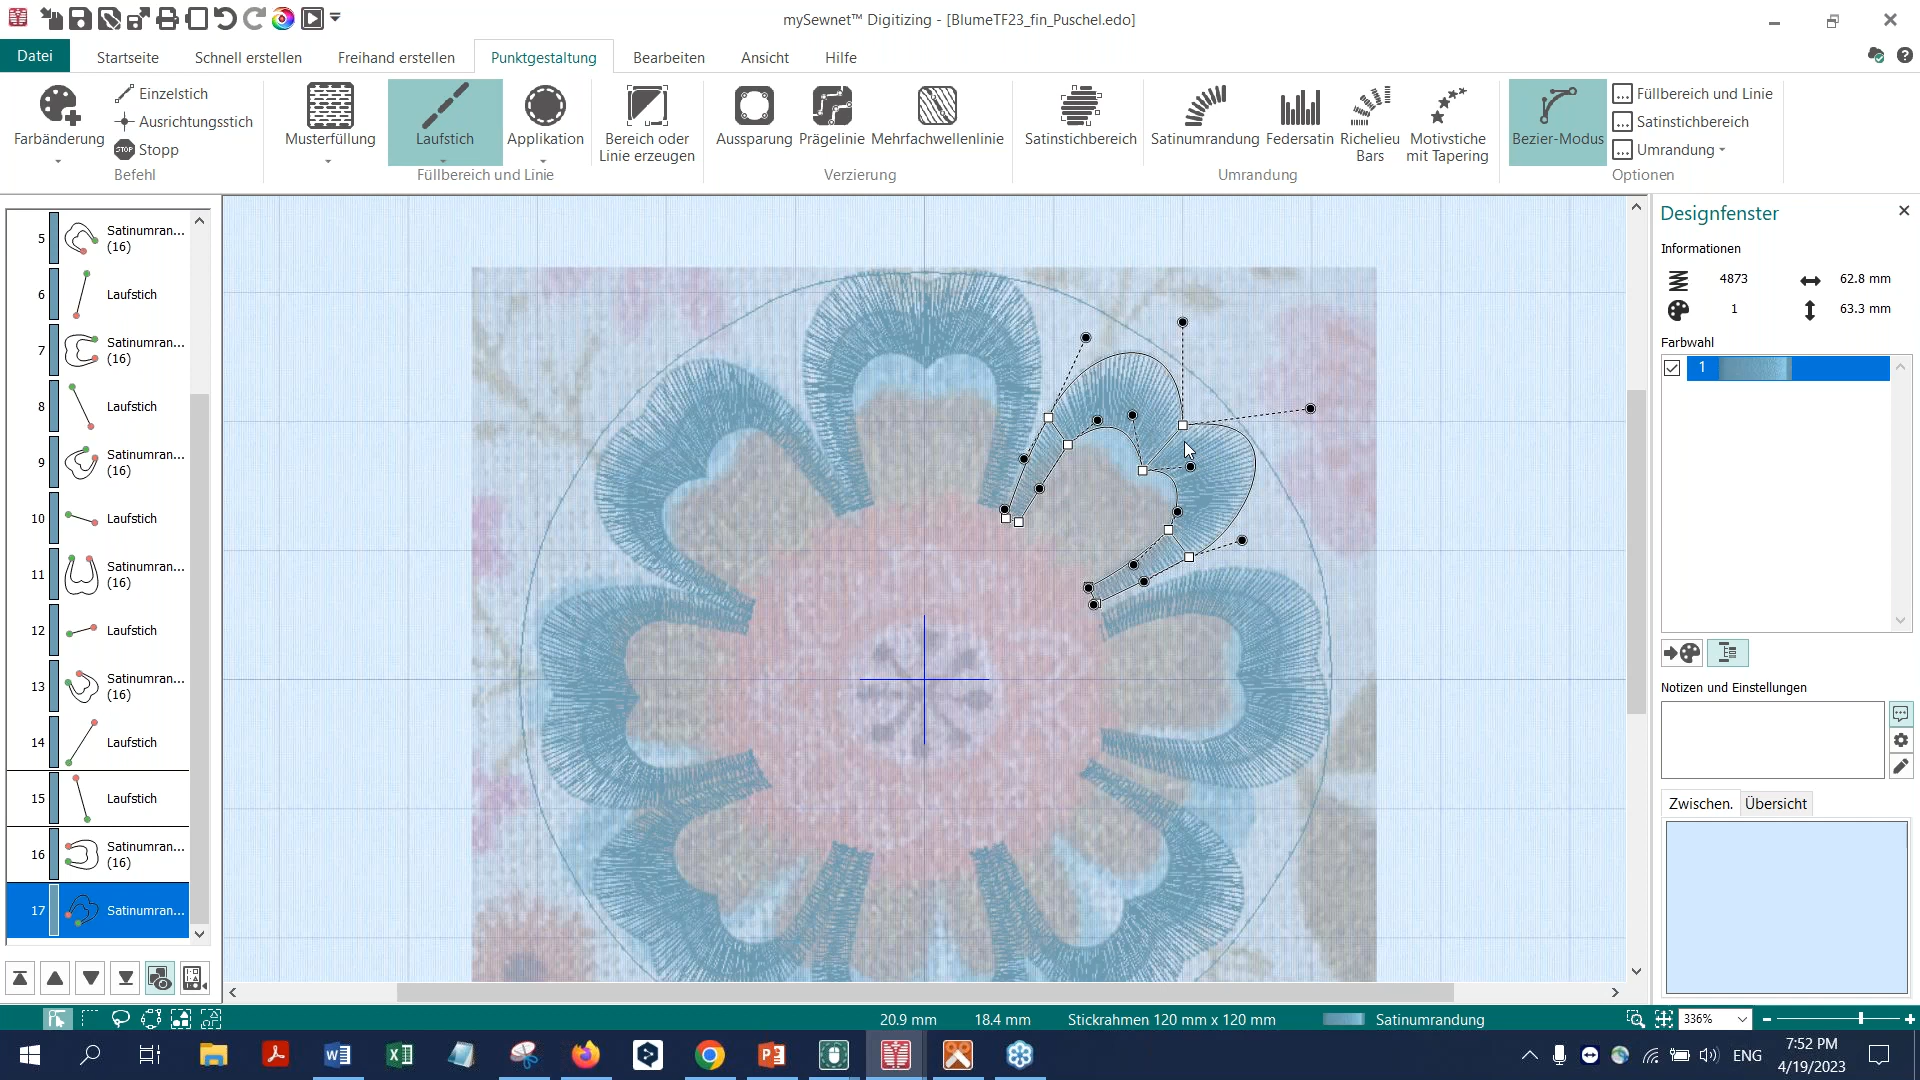 mySewnet™ Digitizing - [BlumeTF23_fin_Puschel.edo]
Datei
Startseite
Schnell erstellen
Freihand erstellen
Punktgestaltung
Bearbeiten
Ansicht
Hilfe
Farbänderung
Einzelstich
Ausrichtungsstich
STOP
Stopp
Befehl
Musterfüllung
Laufstich
Applikation
Bereich oder
Linie erzeugen
Füllbereich und Linie
Aussparung
Prägelinie
Mehrfachwellenlinie
Verzierung
Satinstichbereich
Satinumrandung
Federsatin
Richelieu
Bars
Motivstiche
mit Tapering
Umrandung
Bezier-Modus
Füllbereich und Linie
Satinstichbereich
Umrandung
Optionen
5 Satinumran...
(16)
6 Laufstich
7 Satinumran...
(16)
8 Laufstich
9 Satinumran...
(16)
10 Laufstich
11 Satinumran...
(16)
12 Laufstich
13 Satinumran...
(16)
14 Laufstich
15 Laufstich
16 Satinumran...
(16)
17 Satinumran...
Designfenster
Informationen
4873
62.8 mm
1
63.3 mm
Farbwahl
1
Notizen und Einstellungen
Zwischen.
Übersicht
20.9 mm
18.4 mm
Stickrahmen 120 mm x 120 mm
Satinumrandung
336%
ENG
7:52 PM
4/19/2023